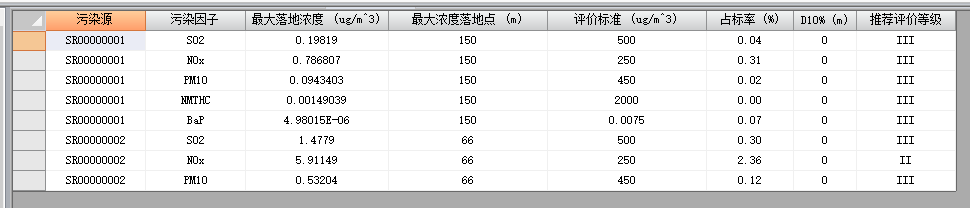 污染源 污染因子 最大落地浓度 (ug/m^3) 最大浓度落地点 (m) 评价标准 (ug/m^3) 占标率 (%) D10% (m) 推荐评价等级
SR00000001 SO2 0.19819 150 500 0.04 0 III
SR00000001 NOx 0.786807 150 250 0.31 0 III
SR00000001 PM10 0.0943403 150 450 0.02 0 III
SR00000001 NMTHC 0.00149039 150 2000 0.00 0 III
SR00000001 BaP 4.98015E-06 150 0.0075 0.07 0 III
SR00000002 SO2 1.4779 66 500 0.30 0 III
SR00000002 NOx 5.91149 66 250 2.36 0 II
SR00000002 PM10 0.53204 66 450 0.12 0 III